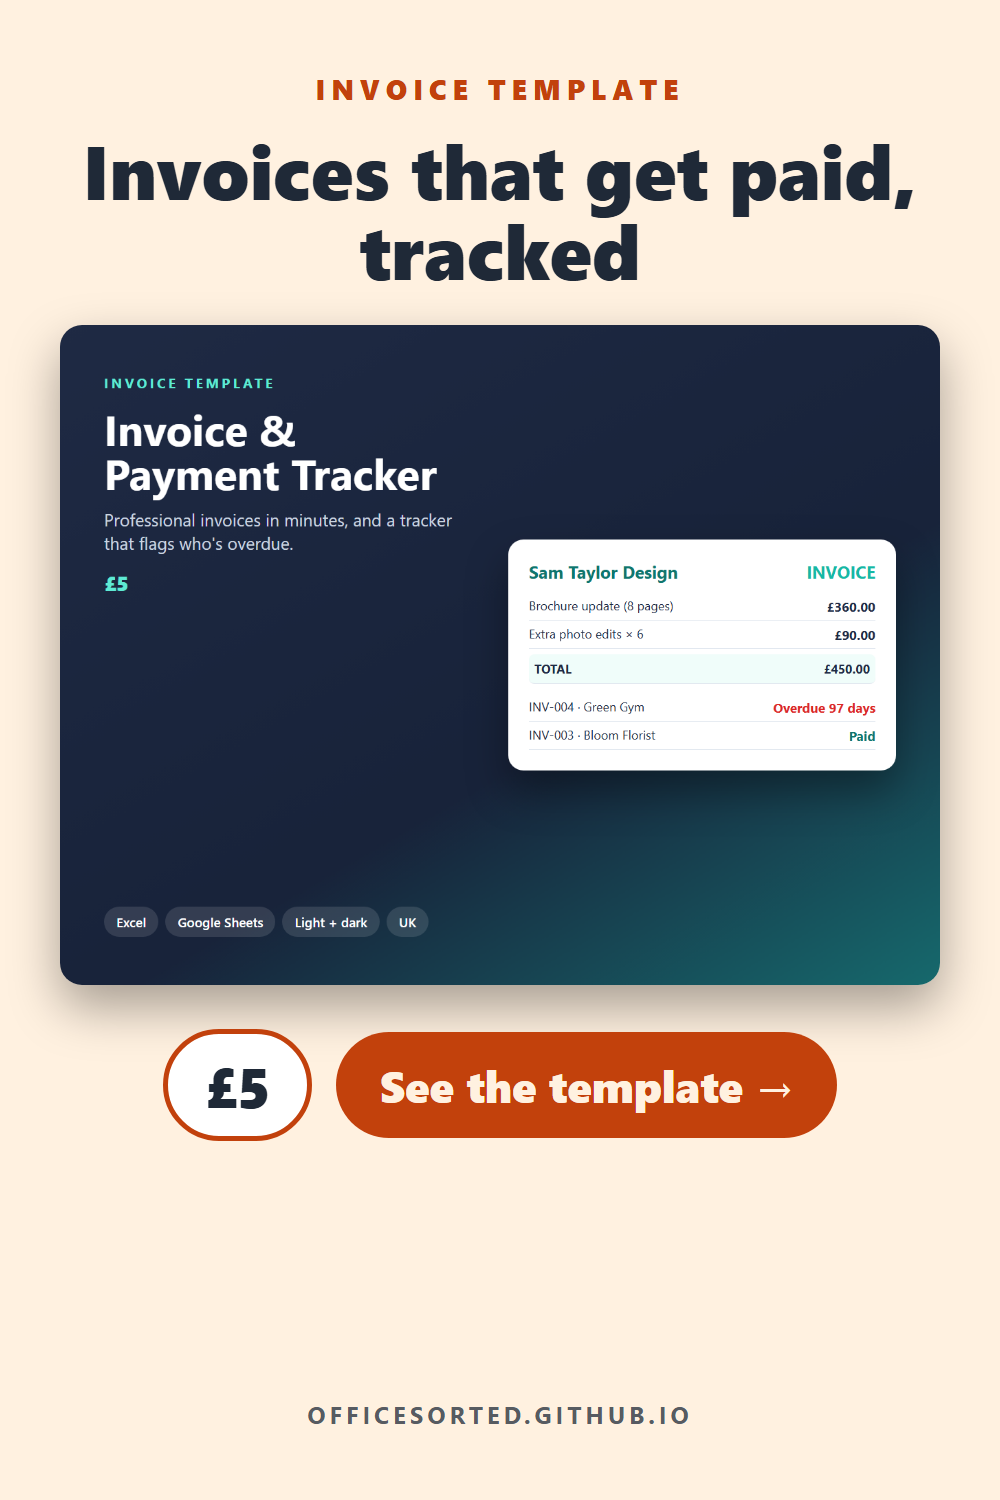 INVOICE TEMPLATE
Invoices that get paid,
tracked
INVOICE TEMPLATE
Invoice &
Payment Tracker
Professional invoices in minutes, and a tracker
that flags who's overdue.
£5
Sam Taylor Design INVOICE
Brochure update (8 pages) £360.00
Extra photo edits × 6 £90.00
TOTAL £450.00
INV-004 · Green Gym Overdue 97 days
INV-003 · Bloom Florist Paid
Excel Google Sheets Light + dark UK
£5 See the template →
OFFICESORTED.GITHUB.IO